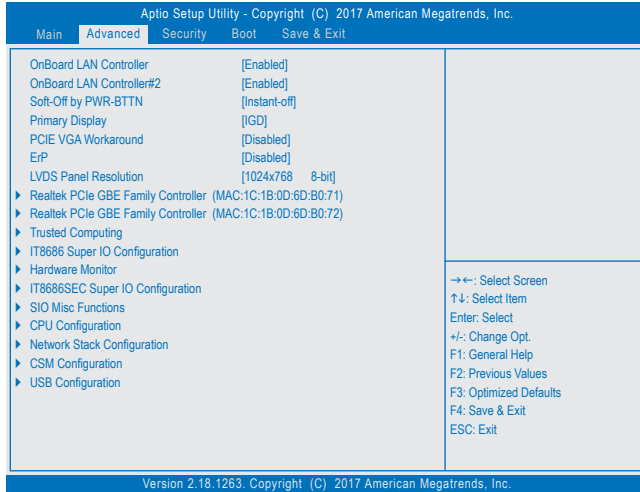 Aptio Setup Utility - Copyright (C) 2017 American Megatrends, Inc.
Main Advanced Security Boot Save & Exit
OnBoard LAN Controller [Enabled]
OnBoard LAN Controller#2 [Enabled]
Soft-Off by PWR-BTTN [Instant-off]
Primary Display [IGD]
PCIE VGA Workaround [Disabled]
ErP [Disabled]
LVDS Panel Resolution [1024x768 8-bit]
Realtek PCIe GBE Family Controller (MAC:1C:1B:0D:6D:B0:71)
Realtek PCIe GBE Family Controller (MAC:1C:1B:0D:6D:B0:72)
Trusted Computing
IT8686 Super IO Configuration
Hardware Monitor
IT8686SEC Super IO Configuration
SIO Misc Functions
CPU Configuration
Network Stack Configuration
CSM Configuration
USB Configuration
→←: Select Screen
↑↓: Select Item
Enter: Select
+/-: Change Opt.
F1: General Help
F2: Previous Values
F3: Optimized Defaults
F4: Save & Exit
ESC: Exit
Version 2.18.1263. Copyright (C) 2017 American Megatrends, Inc.